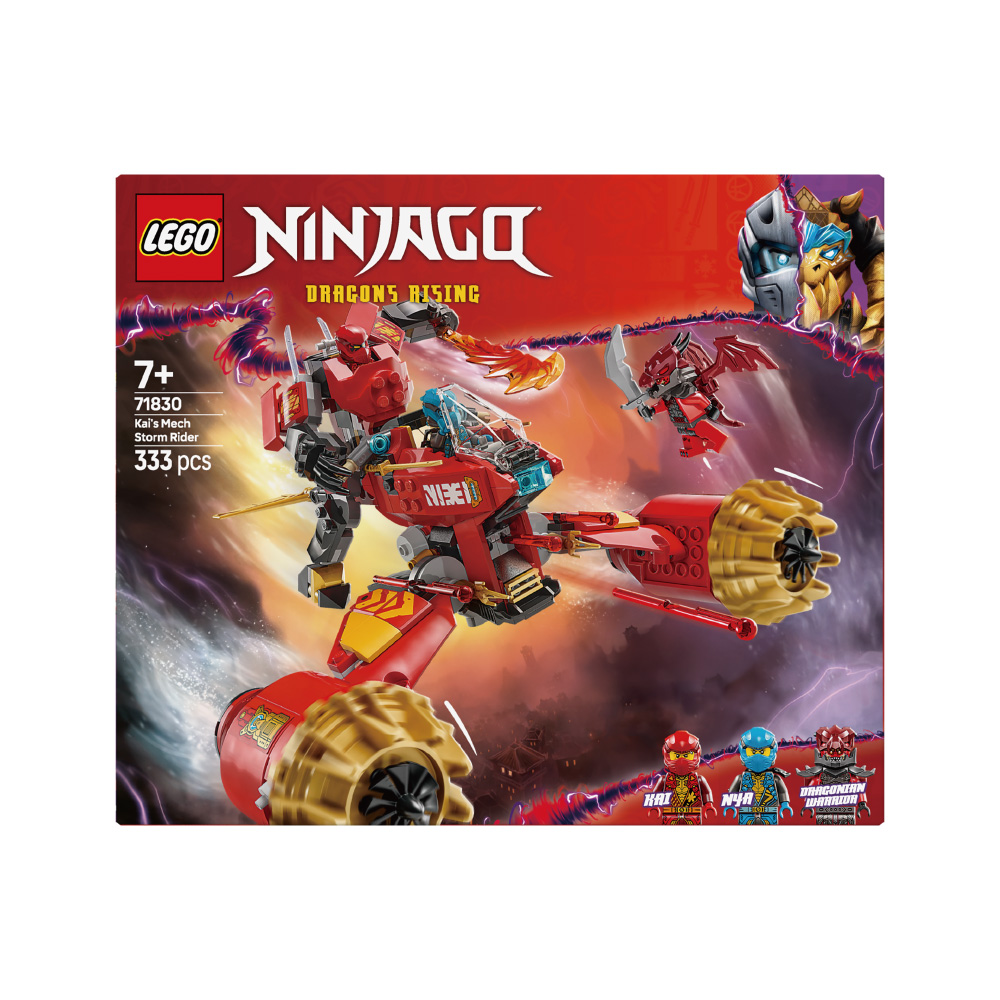 LEGO
NINJAGO
DRAGONS RISING
7+
71830
Kai's Mech
Storm Rider
333 pcs
KAI
NYA
DRAGONIAN
WARRIOR